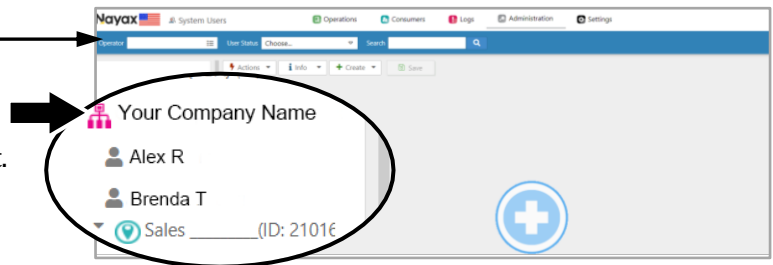 Nayax System Users Operations Consumers Logs Administration Settings
Operator User Status Choose... Search
Actions Info Create Save
Your Company Name
Alex R
t.
Brenda T
Sales ________(ID: 21016